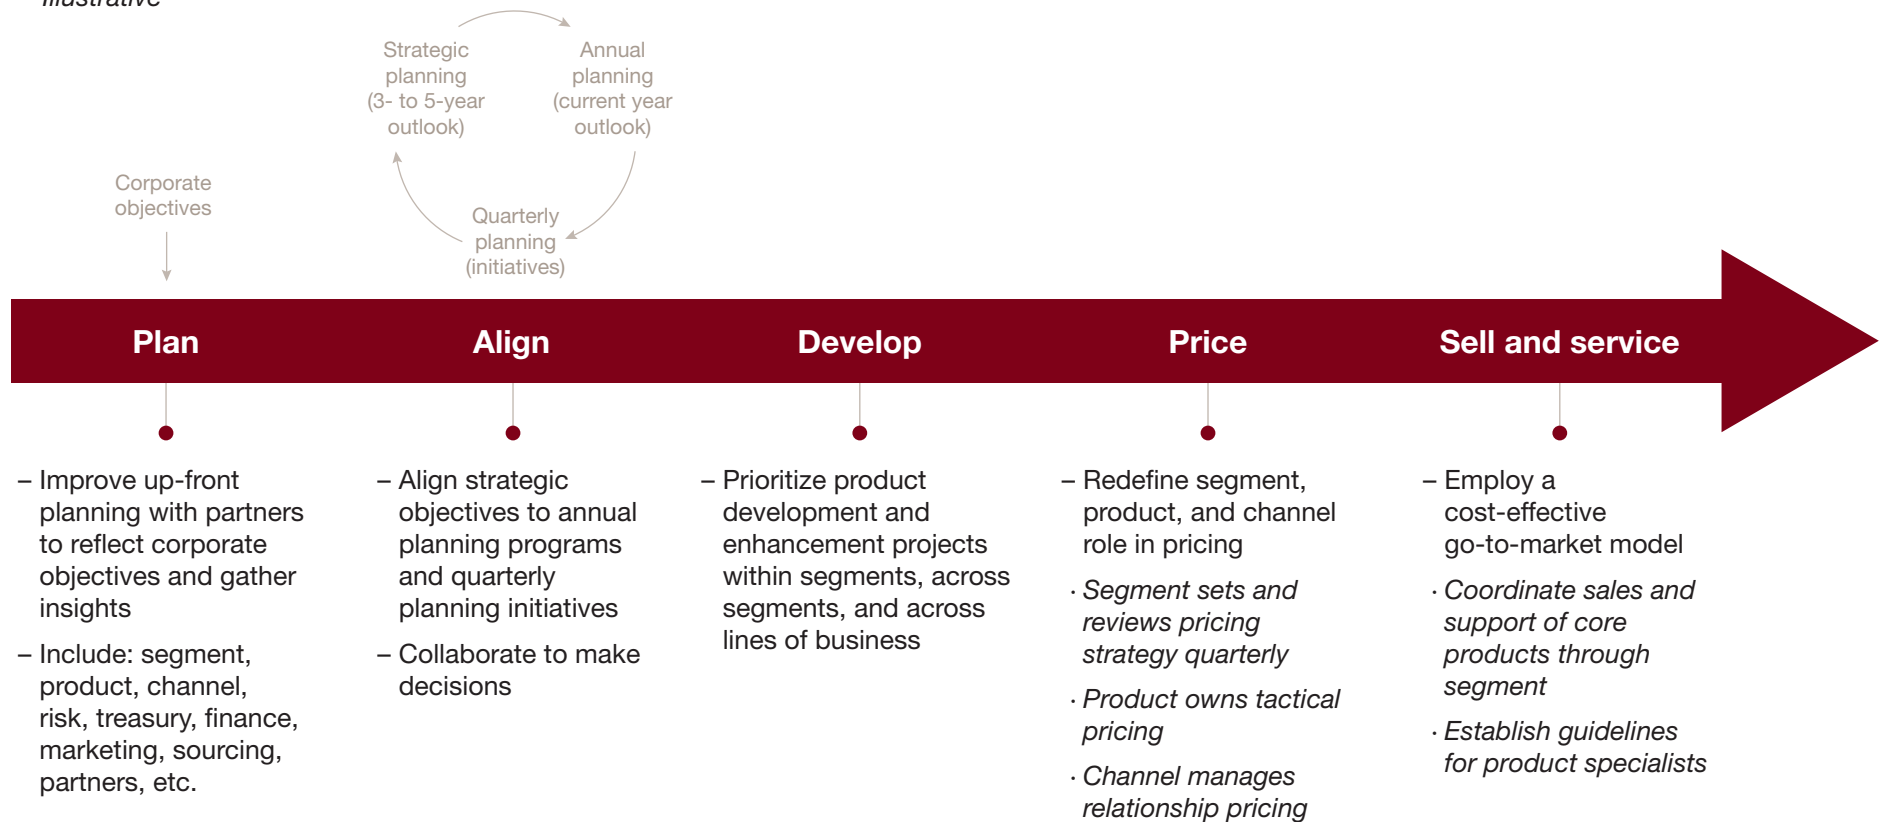 Illustrative
Strategic
planning
(3- to 5-year
outlook)
Annual
planning
(current year
outlook)
Corporate
objectives
Quarterly
planning
(initiatives)
Plan
Align
Develop
Price
Sell and service
– Improve up-front
planning with partners
to reflect corporate
objectives and gather
insights
– Include: segment,
product, channel,
risk, treasury, finance,
marketing, sourcing,
partners, etc.
– Align strategic
objectives to annual
planning programs
and quarterly
planning initiatives
– Collaborate to make
decisions
– Prioritize product
development and
enhancement projects
within segments, across
segments, and across
lines of business
– Redefine segment,
product, and channel
role in pricing
· Segment sets and
reviews pricing
strategy quarterly
· Product owns tactical
pricing
· Channel manages
relationship pricing
– Employ a
cost-effective
go-to-market model
· Coordinate sales and
support of core
products through
segment
· Establish guidelines
for product specialists